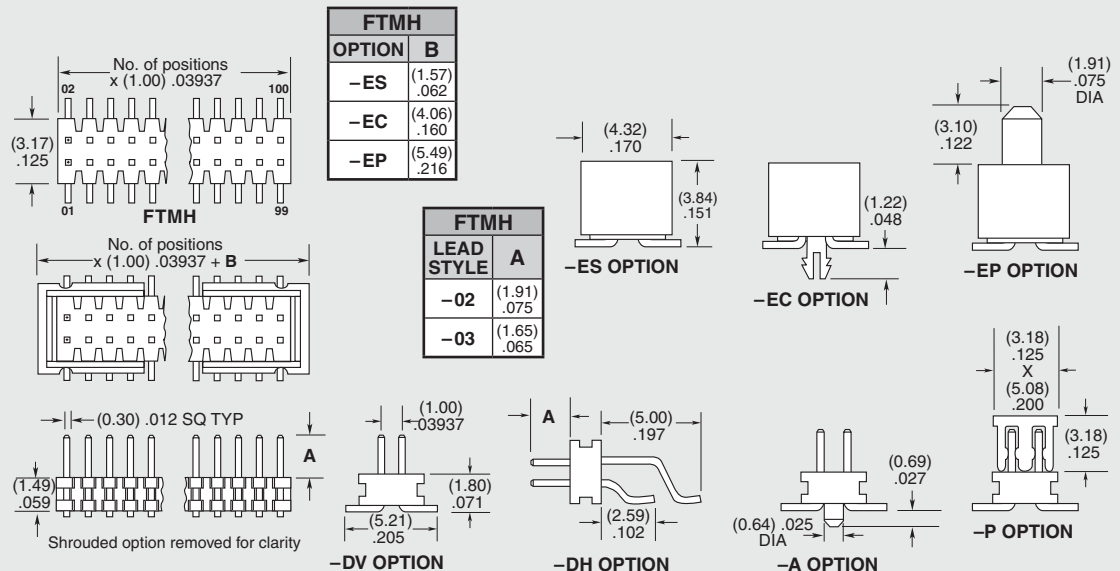 No. of positions
x (1.00) .03937
02
100
(3.17)
.125
01
99
FTMH
FTMH
OPTION B
–ES (1.57) .062
–EC (4.06) .160
–EP (5.49) .216
(4.32)
.170
(3.84)
.151
–ES OPTION
(1.22)
.048
–EC OPTION
(1.91)
.075
DIA
(3.10)
.122
–EP OPTION
No. of positions
x (1.00) .03937 + B
FTMH
LEAD STYLE A
–02 (1.91) .075
–03 (1.65) .065
(0.30) .012 SQ TYP
A
(1.49)
.059
Shrouded option removed for clarity
(1.00)
.03937
(1.80)
.071
(5.21)
.205
–DV OPTION
A
(5.00)
.197
(2.59)
.102
–DH OPTION
(0.69)
.027
(0.64) .025
DIA
–A OPTION
(3.18)
.125
X
(5.08)
.200
(3.18)
.125
–P OPTION